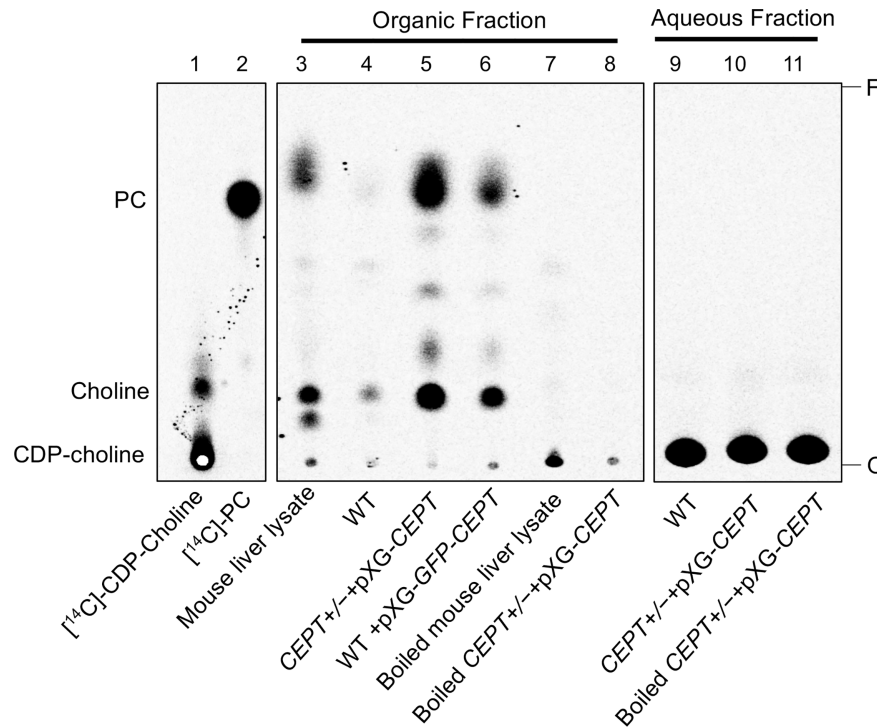 Organic Fraction
Aqueous Fraction
1 2 3 4 5 6 7 8 9 10 11
F
PC
Choline
CDP-choline
O
[¹⁴C]-CDP-Choline
[¹⁴C]-PC
Mouse liver lysate
WT
CEPT+/−+pXG-CEPT
WT +pXG-GFP-CEPT
Boiled mouse liver lysate
Boiled CEPT+/−+pXG-CEPT
WT
CEPT+/−+pXG-CEPT
Boiled CEPT+/−+pXG-CEPT